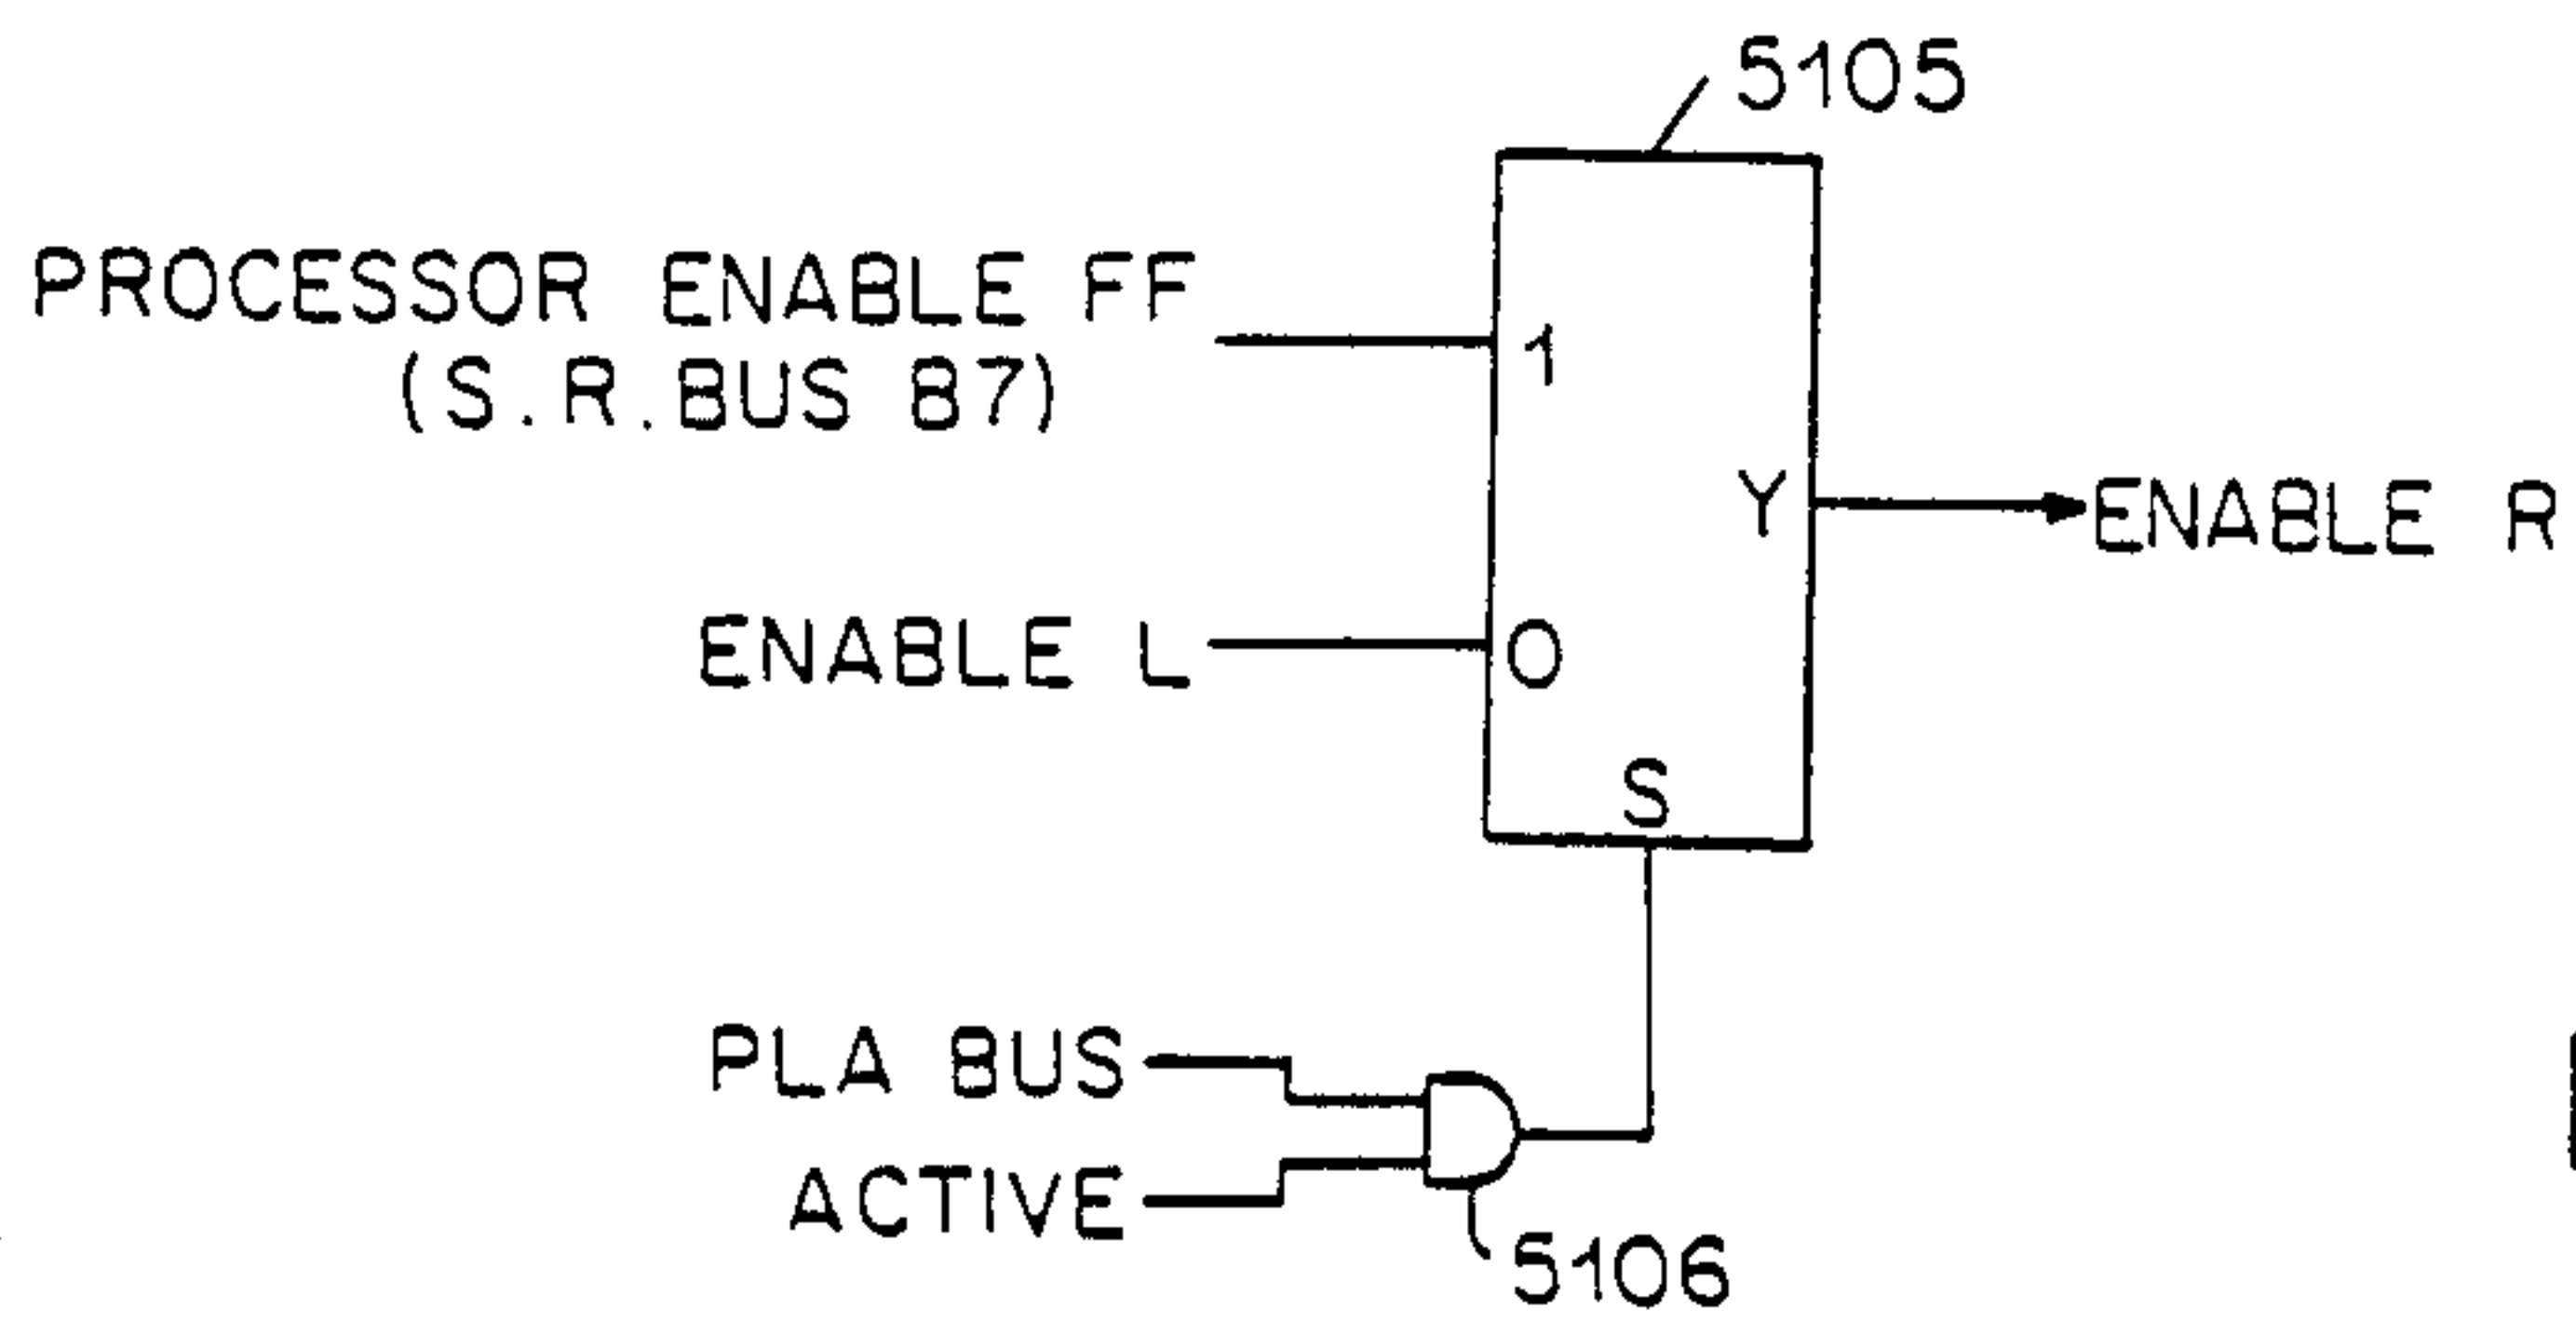 5105
PROCESSOR ENABLE FF
(S.R.BUS 87)
1
Y
ENABLE R
ENABLE L
0
S
PLA BUS
ACTIVE
5106